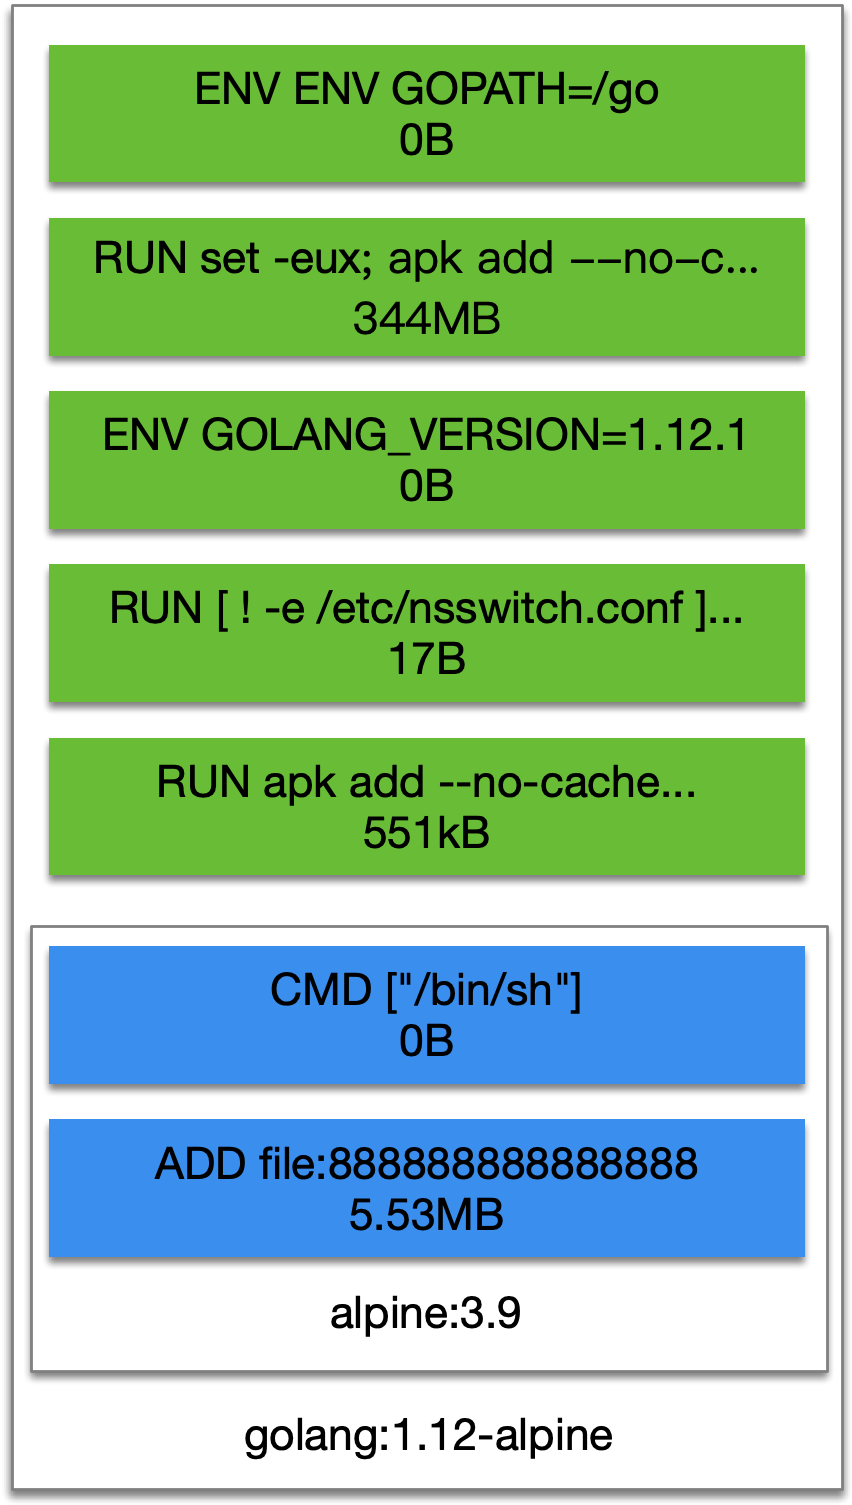 ENV ENV GOPATH=/go
0B
RUN set -eux; apk add --no-c...
344MB
ENV GOLANG_VERSION=1.12.1
0B
RUN [ ! -e /etc/nsswitch.conf ]...
17B
RUN apk add --no-cache...
551kB
CMD ["/bin/sh"]
0B
ADD file:888888888888888
5.53MB
alpine:3.9
golang:1.12-alpine